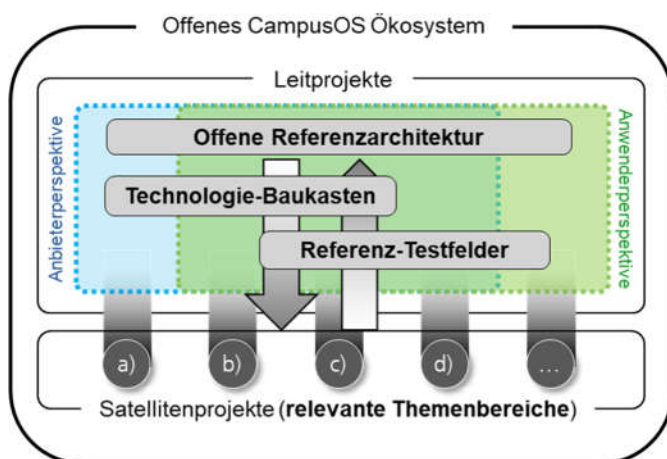 Offenes CampusOS Ökosystem
Leitprojekte
Anbieterperspektive
Offene Referenzarchitektur
Technologie-Baukasten
Referenz-Testfelder
Anwenderperspektive
a)
b)
c)
d)
...
Satellitenprojekte (relevante Themenbereiche)